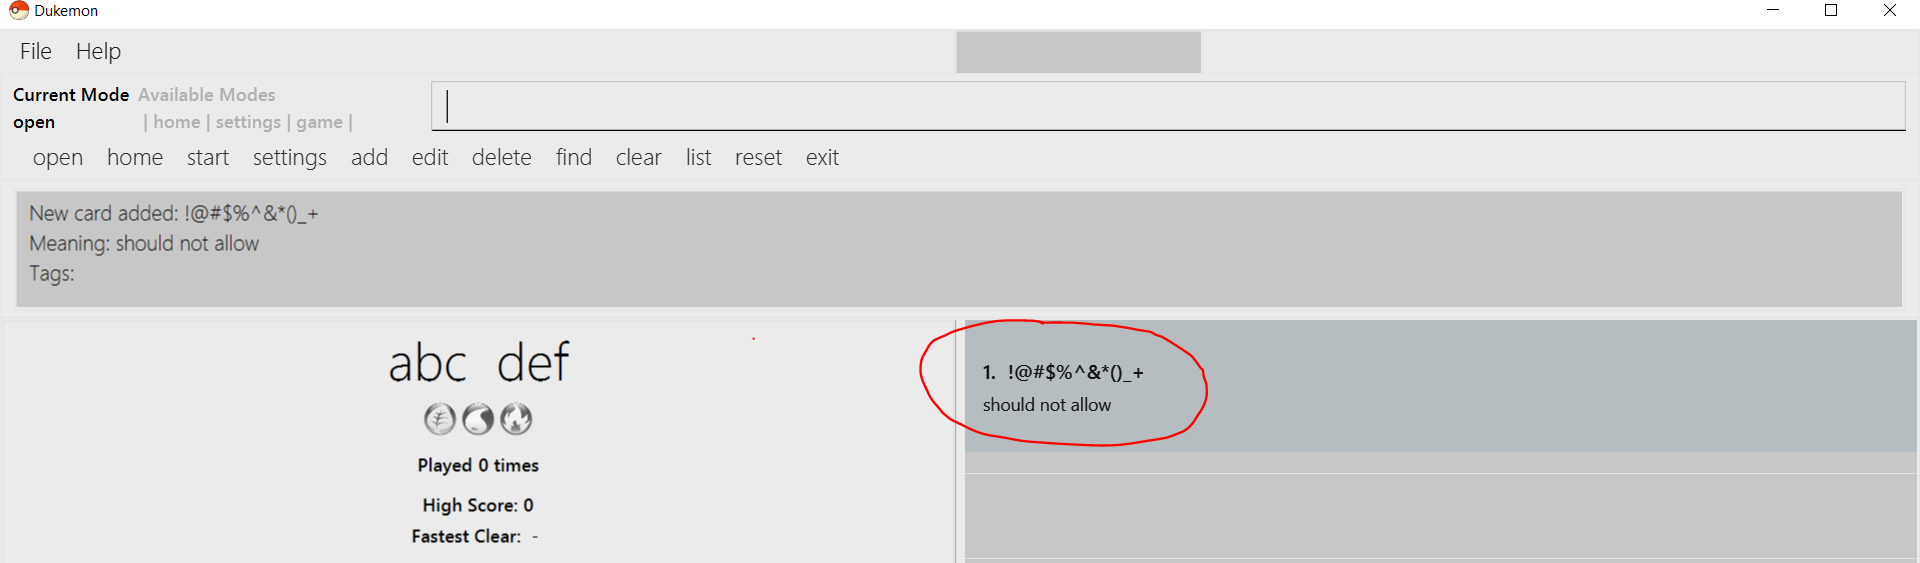 Dukemon
File Help
Current Mode Available Modes
open | home | settings | game |
open home start settings add edit delete find clear list reset exit
New card added: !@#$%^&*()_+
Meaning: should not allow
Tags:
abc def
Played 0 times
High Score: 0
Fastest Clear: -
1. !@#$%^&*()_+
should not allow